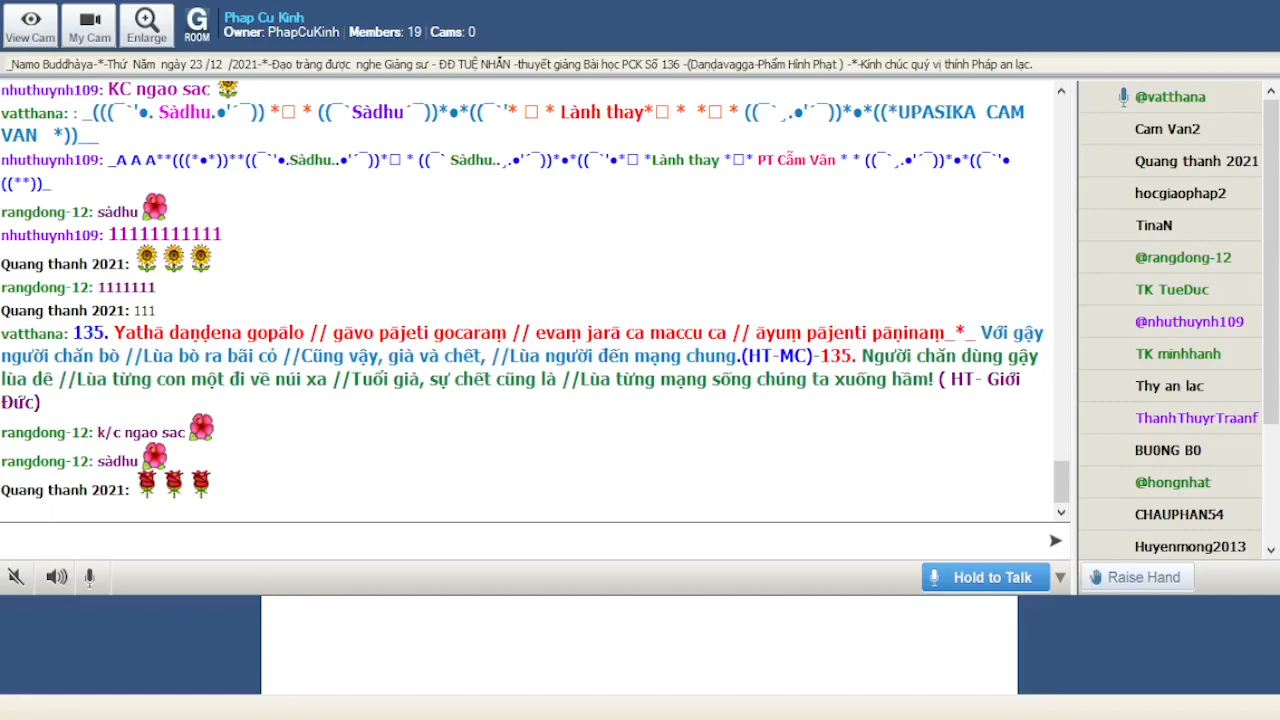 View Cam
My Cam
Enlarge
G
ROOM
Phap Cu Kinh
Owner: PhapCuKinh | Members: 19 | Cams: 0
_Namo Buddhàya-*-Thứ Năm ngày 23 /12 /2021-*-Đạo tràng được nghe Giảng sư - ĐĐ TUỆ NHẪN -thuyết giảng Bài học PCK Số 136 -(Daṇḍavagga-Phẩm Hình Phạt ) -*-Kính chúc quý vị thính Pháp an lạc.
nhuthuynh109: KC ngao sac
vatthana: : _(((¯`'●. Sàdhu.●'´¯)) *□ * ((¯`Sàdhu´¯))*●*((¯`'* □ * Lành thay*□ * *□ * ((¯`¸.●'´¯))*●*((*UPASIKA CAM
VAN *))__
nhuthuynh109: _A A A**(((*●*))**((¯`'●.Sàdhu..●'´¯))*□ * ((¯` Sàdhu..¸.●'´¯))*●*((¯`'●*□ *Lành thay *□* PT Cẩm Vân * * ((¯`¸.●'´¯))*●*((¯`'●
((**))_
rangdong-12: sàdhu
nhuthuynh109: 11111111111
Quang thanh 2021:
rangdong-12: 1111111
Quang thanh 2021: 111
vatthana: 135. Yathā daṇḍena gopālo // gāvo pājeti gocaraṃ // evaṃ jarā ca maccu ca // āyuṃ pājenti pāṇinaṃ_*_ Với gậy
người chăn bò //Lùa bò ra bãi cỏ //Cũng vậy, già và chết, //Lùa người đến mạng chung.(HT-MC)-135. Người chăn dùng gậy
lùa dê //Lùa từng con một đi về núi xa //Tuổi già, sự chết cũng là //Lùa từng mạng sống chúng ta xuống hầm! ( HT- Giới
Đức)
rangdong-12: k/c ngao sac
rangdong-12: sàdhu
Quang thanh 2021:
@vatthana
Cam Van2
Quang thanh 2021
hocgiaophap2
TinaN
@rangdong-12
TK TueDuc
@nhuthuynh109
TK minhhanh
Thy an lac
ThanhThuyrTraanf
BU0NG B0
@hongnhat
CHAUPHAN54
Huyenmong2013
Hold to Talk
Raise Hand